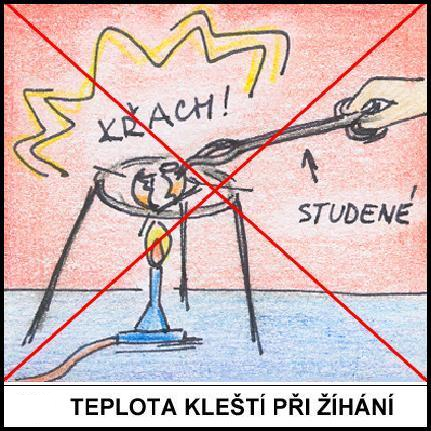 KŘACH!
STUDENÉ
TEPLOTA KLEŠTÍ PŘI ŽÍHÁNÍ